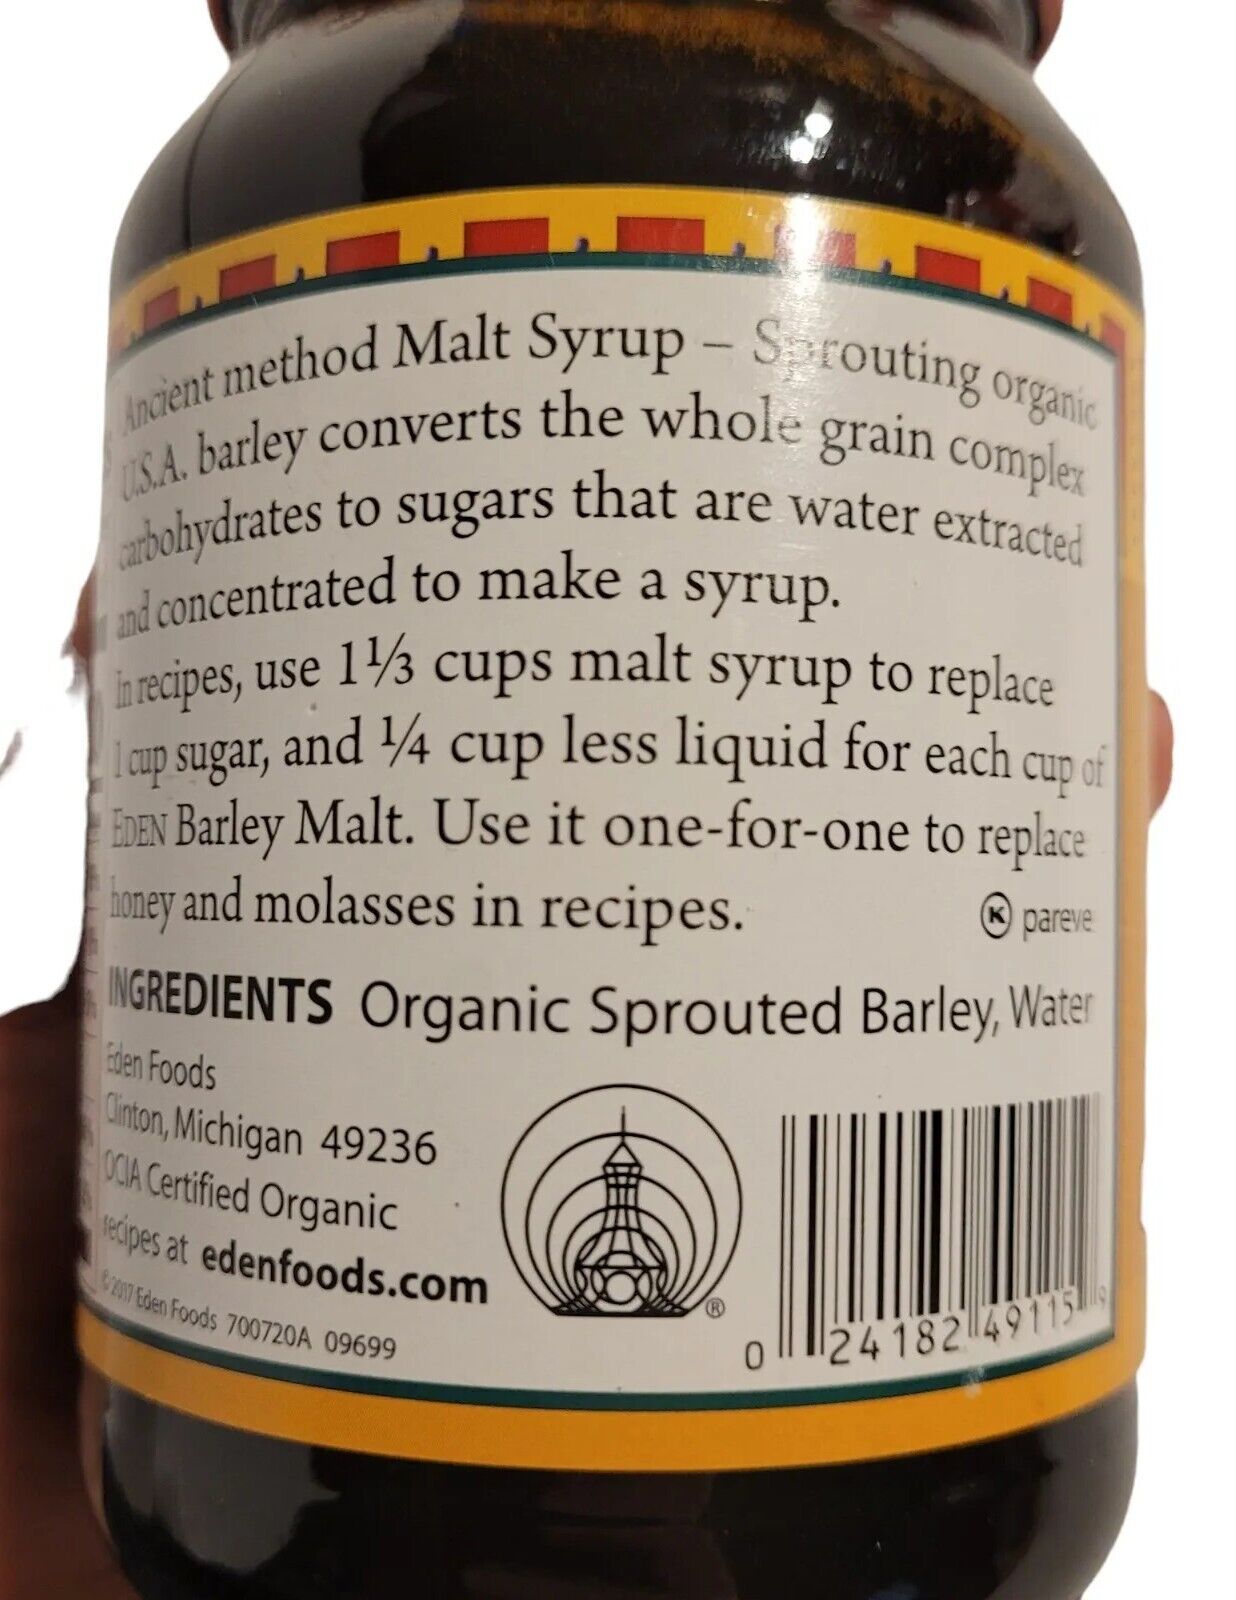 Ancient method Malt Syrup – Sprouting organic
U.S.A. barley converts the whole grain complex
carbohydrates to sugars that are water extracted
and concentrated to make a syrup.
In recipes, use 1⅓ cups malt syrup to replace
1 cup sugar, and ¼ cup less liquid for each cup of
EDEN Barley Malt. Use it one-for-one to replace
honey and molasses in recipes.
K pareve
INGREDIENTS Organic Sprouted Barley, Water
Eden Foods
Clinton, Michigan 49236
OCIA Certified Organic
recipes at edenfoods.com
© 2017 Eden Foods 700720A 09699
®
0 24182 49115 9